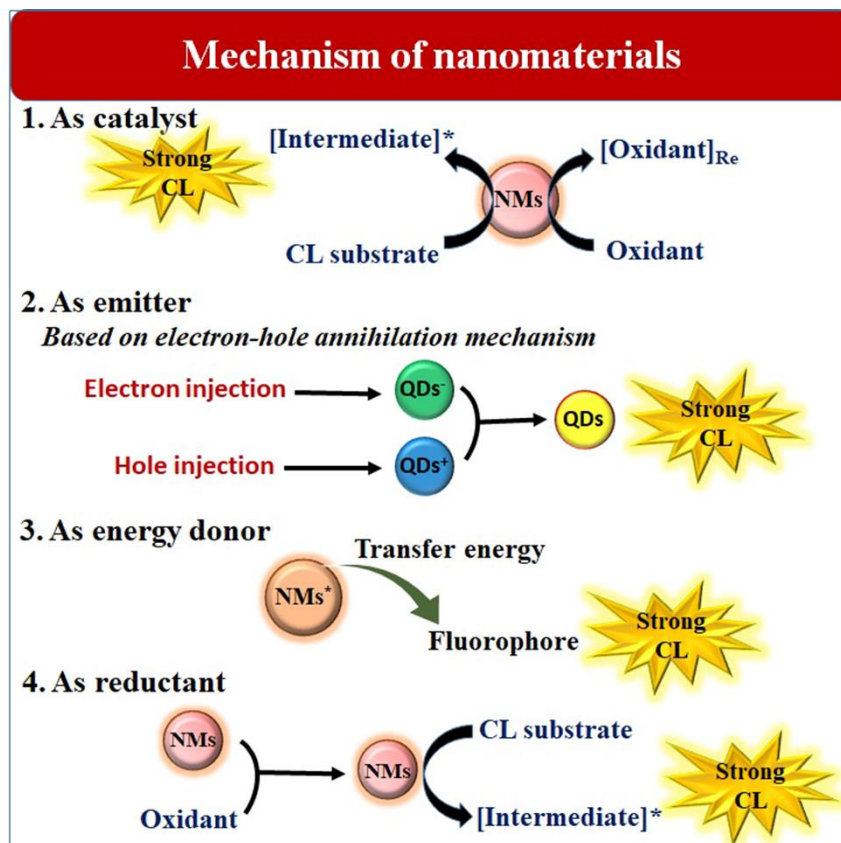 Mechanism of nanomaterials
1. As catalyst
Strong
CL
[Intermediate]*
[Oxidant]Re
NMs
CL substrate
Oxidant
2. As emitter
Based on electron-hole annihilation mechanism
Electron injection
QDs-
Hole injection
QDs+
QDs
Strong
CL
3. As energy donor
Transfer energy
NMs*
Fluorophore
Strong
CL
4. As reductant
NMs
Oxidant
NMs
CL substrate
[Intermediate]*
Strong
CL